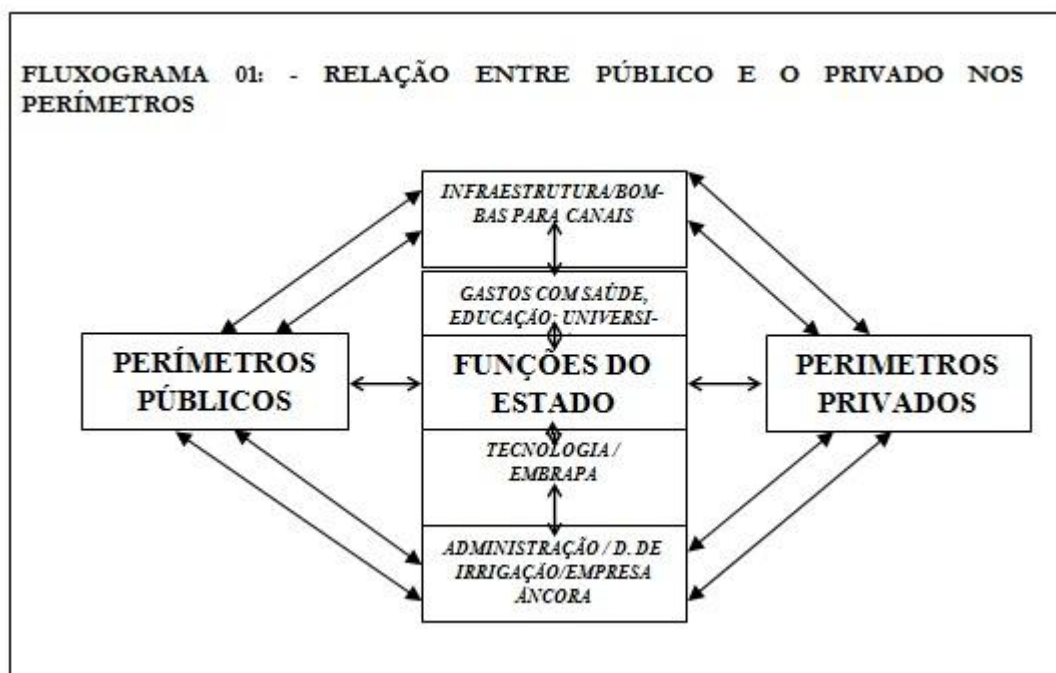 FLUXOGRAMA 01: - RELAÇÃO ENTRE PÚBLICO E O PRIVADO NOS
PERÍMETROS
INFRAESTRUTURA/BOM-
BAS PARA CANAIS
GASTOS COM SAÚDE,
EDUCAÇÃO; UNIVERSI-
PERÍMETROS
PÚBLICOS
FUNÇÕES DO
ESTADO
PERIMETROS
PRIVADOS
TECNOLOGIA /
EMBRAPA
ADMINISTRAÇÃO / D. DE
IRRIGAÇÃO/EMPRESA
ÂNCORA